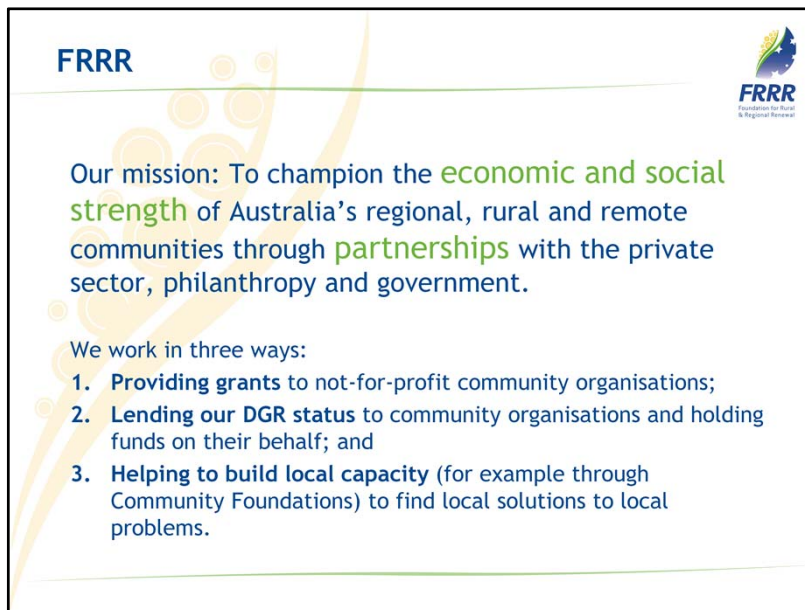 FRRR
FRRR
Foundation for Rural
& Regional Renewal
Our mission: To champion the economic and social
strength of Australia's regional, rural and remote
communities through partnerships with the private
sector, philanthropy and government.
We work in three ways:
1. Providing grants to not-for-profit community organisations;
2. Lending our DGR status to community organisations and holding
funds on their behalf; and
3. Helping to build local capacity (for example through
Community Foundations) to find local solutions to local
problems.